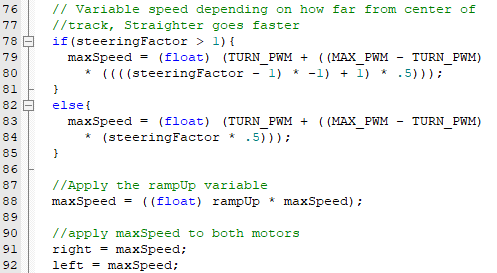 76 // Variable speed depending on how far from center of
77 //track, Straighter goes faster
78 if(steeringFactor > 1){
79 maxSpeed = (float) (TURN_PWM + ((MAX_PWM - TURN_PWM)
80 * ((((steeringFactor - 1) * -1) + 1) * .5)));
81 }
82 else{
83 maxSpeed = (float) (TURN_PWM + ((MAX_PWM - TURN_PWM)
84 * (steeringFactor * .5)));
85 }
86
87 //Apply the rampUp variable
88 maxSpeed = ((float) rampUp * maxSpeed);
89
90 //apply maxSpeed to both motors
91 right = maxSpeed;
92 left = maxSpeed;